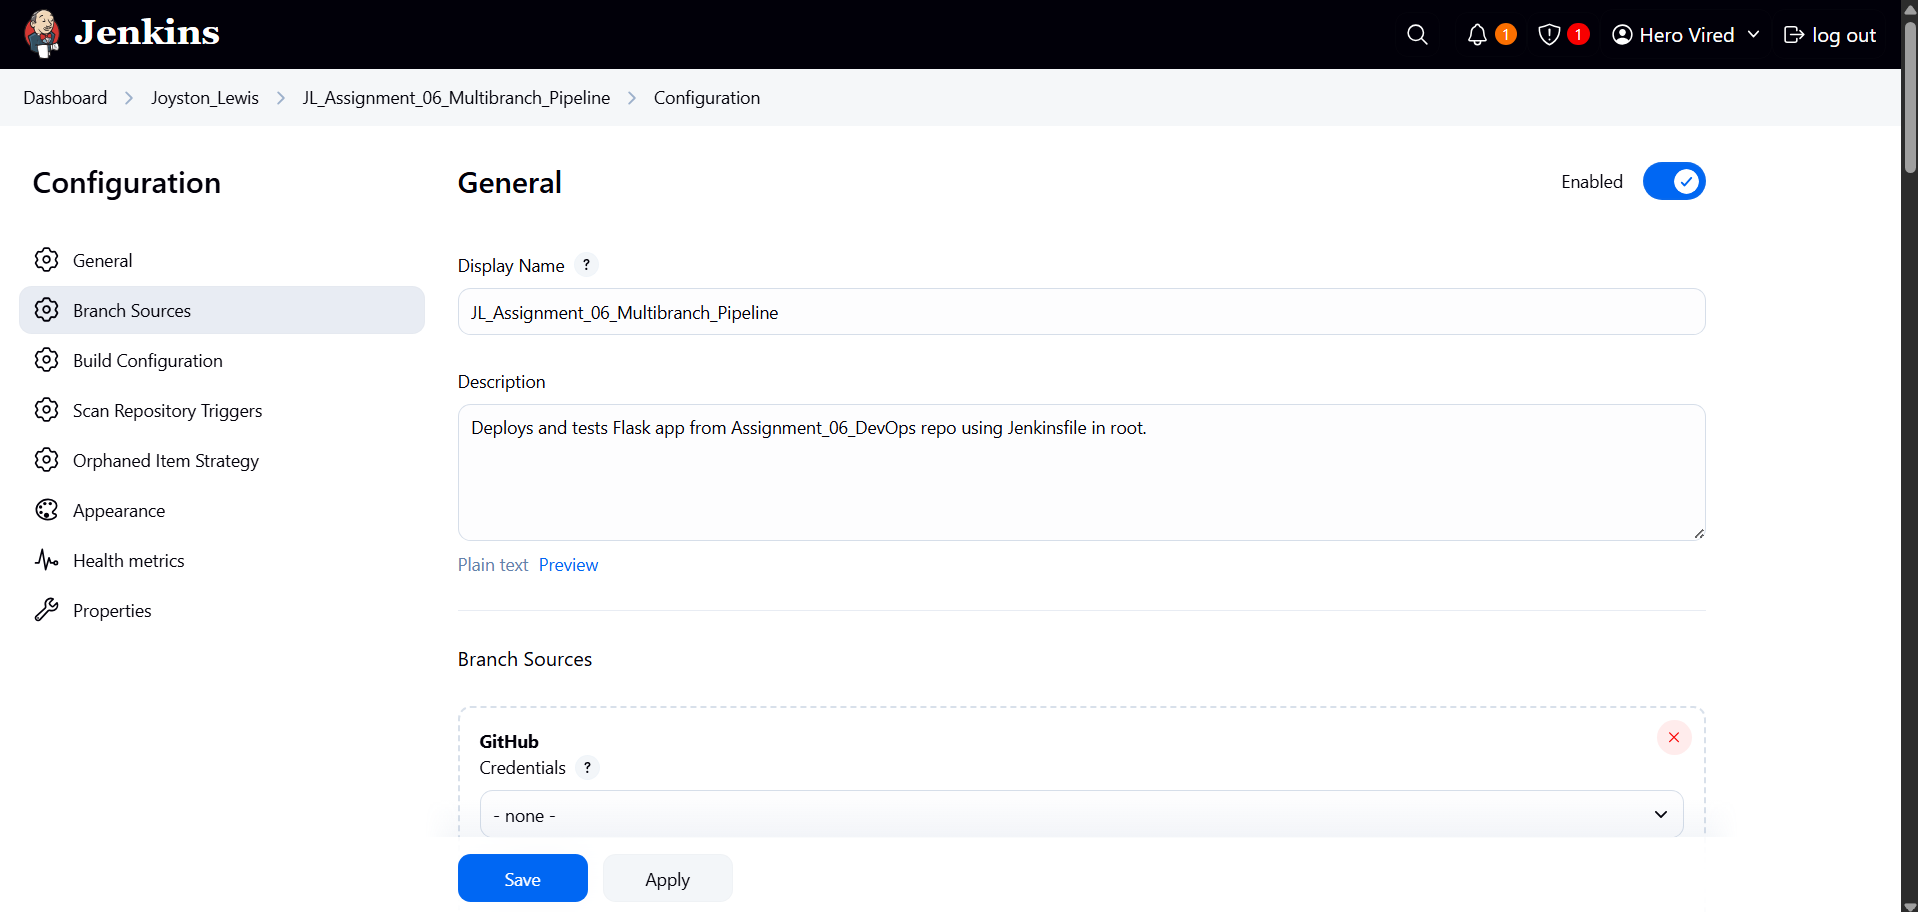 Jenkins
1
1
Hero Vired
log out
Dashboard
Joyston_Lewis
JL_Assignment_06_Multibranch_Pipeline
Configuration
Configuration
General
Branch Sources
Build Configuration
Scan Repository Triggers
Orphaned Item Strategy
Appearance
Health metrics
Properties
General
Enabled
Display Name ?
JL_Assignment_06_Multibranch_Pipeline
Description
Deploys and tests Flask app from Assignment_06_DevOps repo using Jenkinsfile in root.
Plain text Preview
Branch Sources
GitHub
Credentials ?
- none -
Save
Apply